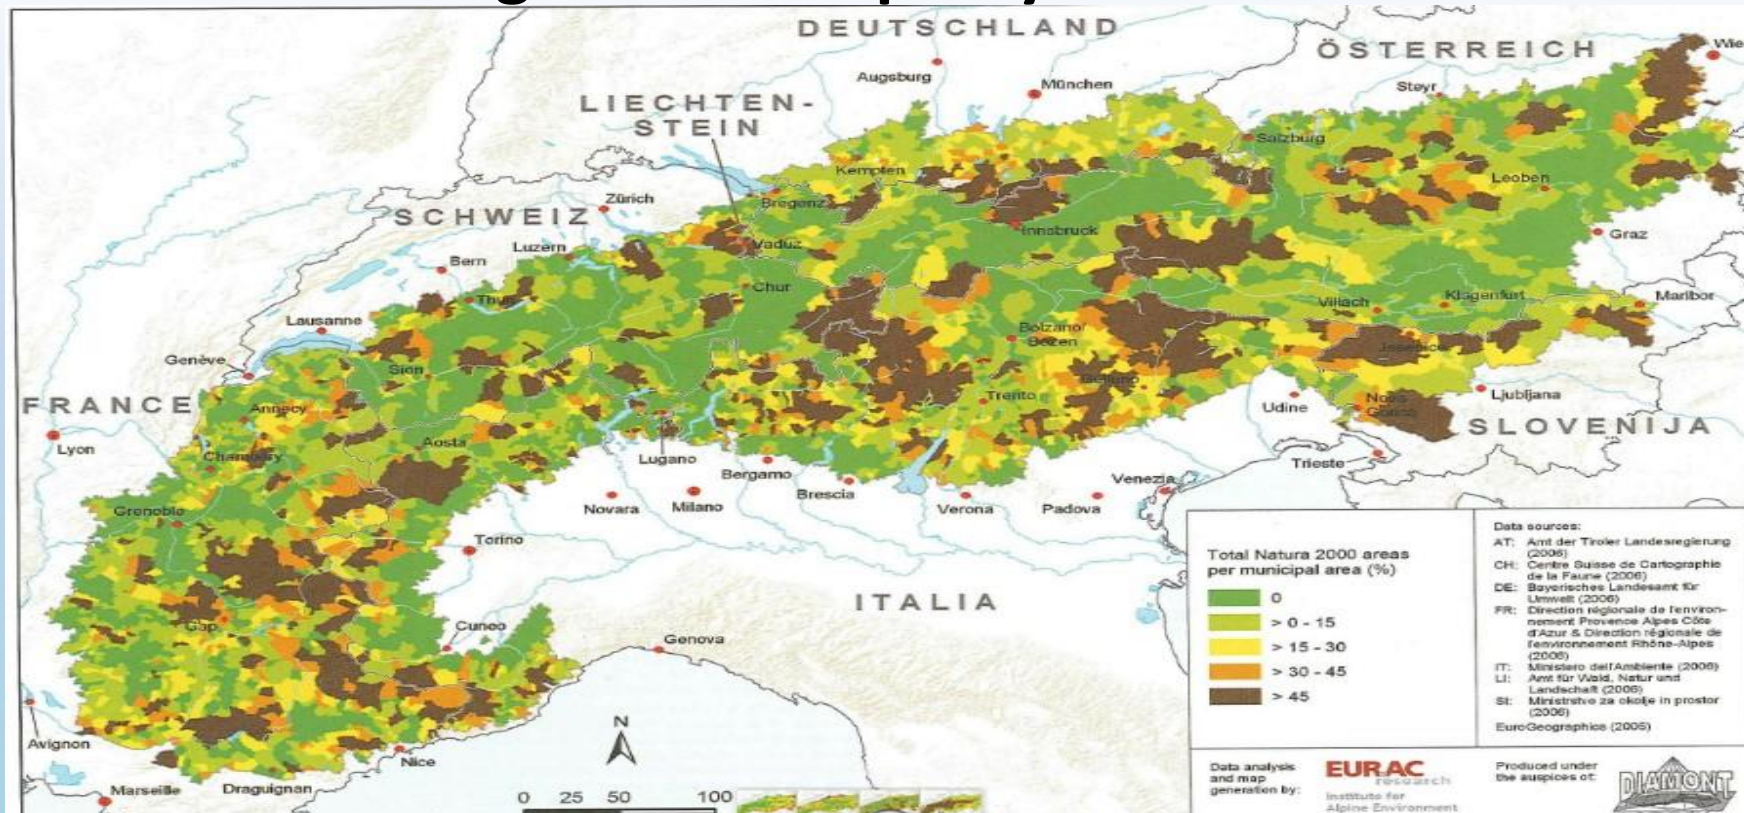 DEUTSCHLAND
ÖSTERREICH
Wie
Augsburg
München
Steyr
LIECHTEN-
STEIN
Salzburg
Kempten
Leoben
Zürich
Bregenz
SCHWEIZ
Innsbruck
Graz
Luzern
Vaduz
Bern
Chur
Thun
Villach
Klagenfurt
Maribor
Lausanne
Bolzano/
Bozen
Jesenice
Genève
Sion
Belluno
FRANCE
Annecy
Trento
Udine
Nova
Gorica
Ljubljana
SLOVENIJA
Lyon
Aosta
Chambéry
Lugano
Bergamo
Trieste
Brescia
Venezia
Grenoble
Novara
Milano
Verona
Padova
Torino
ITALIA
Gap
Cuneo
Genova
Avignon
Nice
Marseille
Draguignan
N
0 25 50 100
Total Natura 2000 areas
per municipal area (%)
0
> 0 - 15
> 15 - 30
> 30 - 45
> 45
Data sources:
AT: Amt der Tiroler Landesregierung
(2006)
CH: Centre Suisse de Cartographie
de la Faune (2006)
DE: Bayerisches Landesamt für
Umwelt (2006)
FR: Direction régionale de l'environ-
nement Provence Alpes Côte
d'Azur & Direction régionale de
l'environnement Rhône-Alpes
(2006)
IT: Ministero dell'Ambiente (2006)
LI: Amt für Wald, Natur und
Landschaft (2006)
SI: Ministrstvo za okolje in prostor
(2006)
EuroGeographics (2005)
Data analysis
and map
generation by:
EURAC
research
Institute for
Alpine Environment
Produced under
the auspices of:
DIAMONT